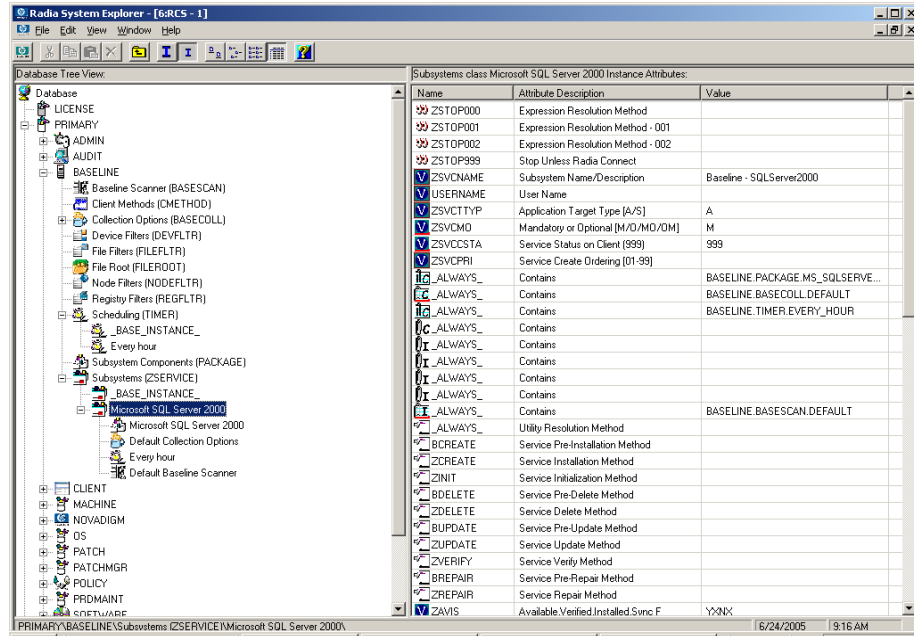 Radia System Explorer - [6:RCS - 1]
File Edit View Window Help
Database Tree View:
Database
LICENSE
PRIMARY
ADMIN
AUDIT
BASELINE
Baseline Scanner (BASESCAN)
Client Methods (CMETHOD)
Collection Options (BASECOLL)
Device Filters (DEVFLTR)
File Filters (FILEFLTR)
File Root (FILEROOT)
Node Filters (NODEFLTR)
Registry Filters (REGFLTR)
Scheduling (TIMER)
_BASE_INSTANCE_
Every hour
Subsystem Components (PACKAGE)
Subsystems (ZSERVICE)
_BASE_INSTANCE_
Microsoft SQL Server 2000
Microsoft SQL Server 2000
Default Collection Options
Every hour
Default Baseline Scanner
CLIENT
MACHINE
NOVADIGM
OS
PATCH
PATCHMGR
POLICY
PRDMAINT
SOFTWARE
Subsystems class Microsoft SQL Server 2000 Instance Attributes:
Name Attribute Description Value
ZSTOP000 Expression Resolution Method
ZSTOP001 Expression Resolution Method - 001
ZSTOP002 Expression Resolution Method - 002
ZSTOP999 Stop Unless Radia Connect
V ZSVCNAME Subsystem Name/Description Baseline - SQLServer2000
V USERNAME User Name
V ZSVCTTYP Application Target Type [A/S] A
V ZSVCMO Mandatory or Optional [M/O/MO/OM] M
V ZSVCCSTA Service Status on Client (999) 999
V ZSVCPRI Service Create Ordering [01-99]
_ALWAYS_ Contains BASELINE.PACKAGE.MS_SQLSERVE...
_ALWAYS_ Contains BASELINE.BASECOLL.DEFAULT
_ALWAYS_ Contains BASELINE.TIMER.EVERY_HOUR
_ALWAYS_ Contains
_ALWAYS_ Contains
_ALWAYS_ Contains
_ALWAYS_ Contains
_ALWAYS_ Contains BASELINE.BASESCAN.DEFAULT
_ALWAYS_ Utility Resolution Method
BCREATE Service Pre-Installation Method
ZCREATE Service Installation Method
ZINIT Service Initialization Method
BDELETE Service Pre-Delete Method
ZDELETE Service Delete Method
BUPDATE Service Pre-Update Method
ZUPDATE Service Update Method
ZVERIFY Service Verify Method
BREPAIR Service Pre-Repair Method
ZREPAIR Service Repair Method
V ZAVIS Available,Verified,Installed,Sync F YXNX
PRIMARY\BASELINE\Subsystems (ZSERVICE)\Microsoft SQL Server 2000\ 6/24/2005 9:16 AM